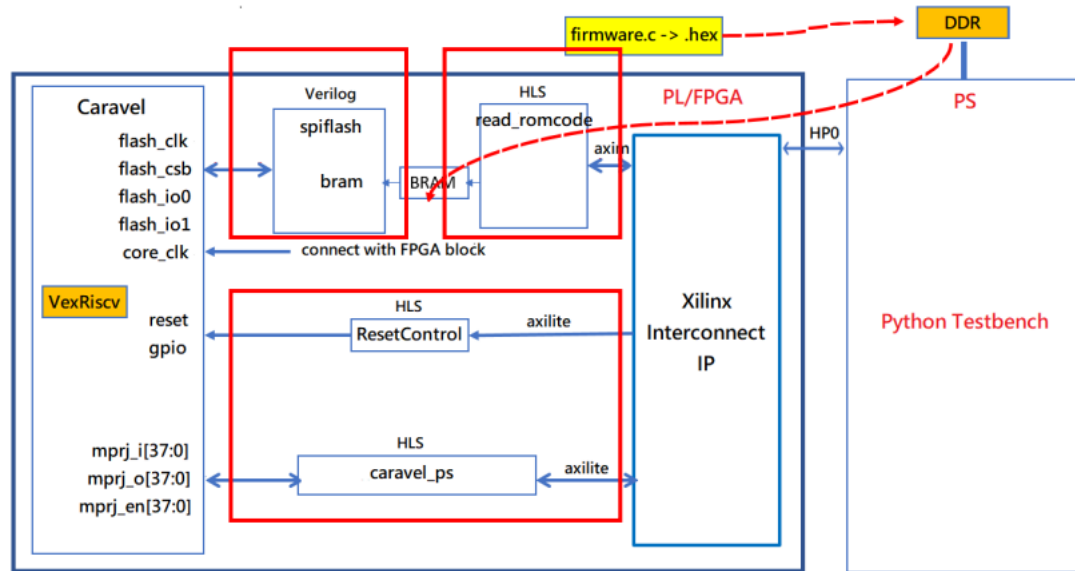 firmware.c -> .hex
DDR
Caravel
Verilog
HLS
PL/FPGA
PS
spiflash
read_romcode
flash_clk
flash_csb
bram
BRAM
axim
HP0
flash_io0
flash_io1
core_clk
connect with FPGA block
VexRiscv
HLS
reset
ResetControl
axilite
gpio
Xilinx
Interconnect
IP
Python Testbench
mprj_i[37:0]
HLS
mprj_o[37:0]
caravel_ps
axilite
mprj_en[37:0]